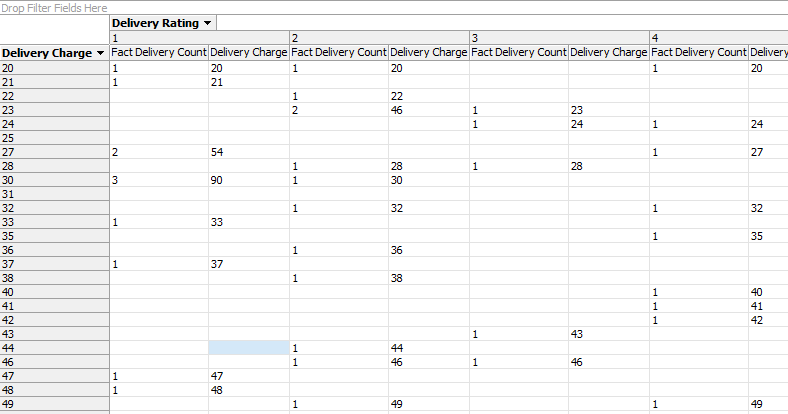 Drop Filter Fields Here
Delivery Rating
1 2 3 4
Delivery Charge Fact Delivery Count Delivery Charge Fact Delivery Count Delivery Charge Fact Delivery Count Delivery Charge Fact Delivery Count Delivery
20 1 20 1 20 1 20
21 1 21
22 1 22
23 2 46 1 23
24 1 24 1 24
25
27 2 54 1 27
28 1 28 1 28
30 3 90 1 30
31
32 1 32 1 32
33 1 33
35 1 35
36 1 36
37 1 37
38 1 38
40 1 40
41 1 41
42 1 42
43 1 43
44 1 44
46 1 46 1 46
47 1 47
48 1 48
49 1 49 1 49